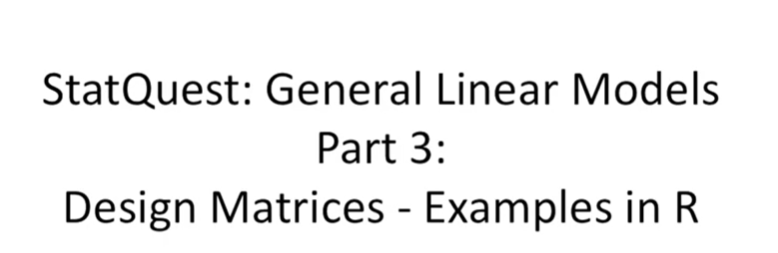 StatQuest: General Linear Models
Part 3:
Design Matrices - Examples in R